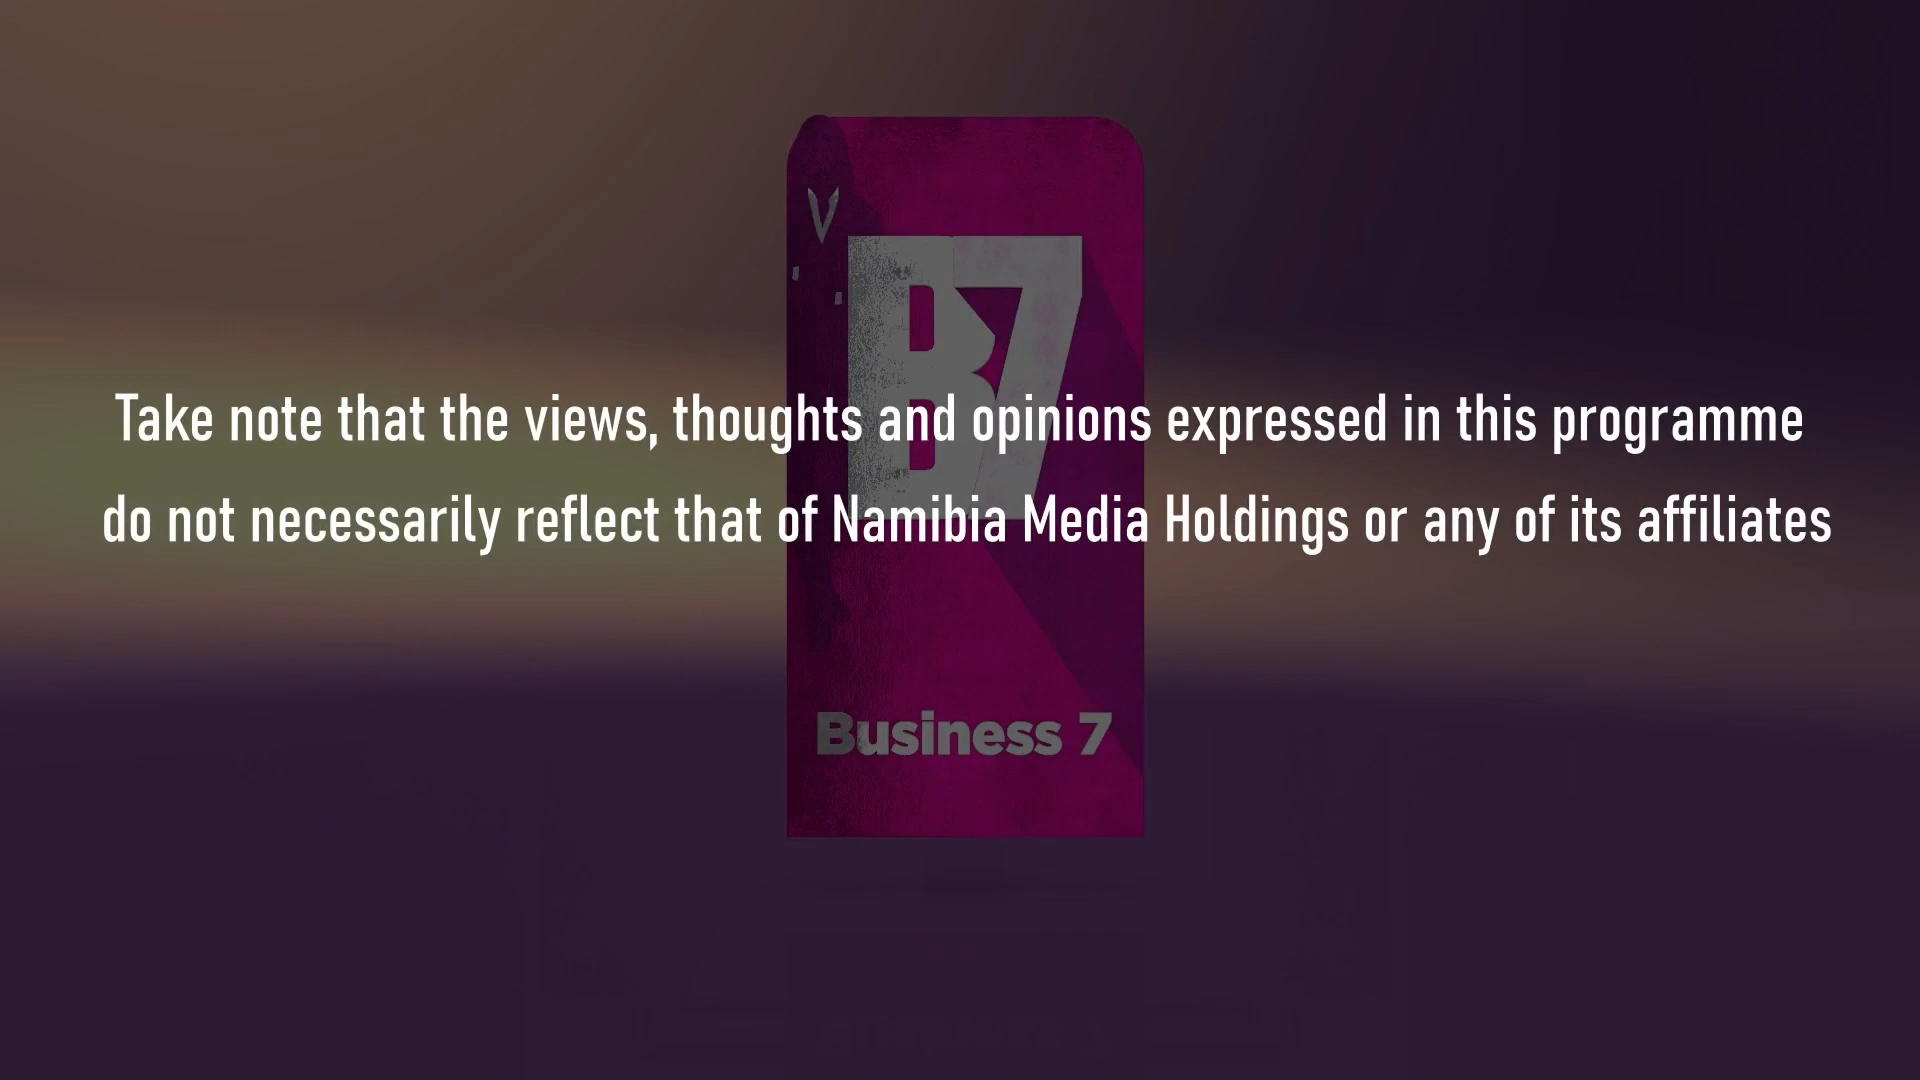 B7
Take note that the views, thoughts and opinions expressed in this programme
do not necessarily reflect that of Namibia Media Holdings or any of its affiliates
Business 7